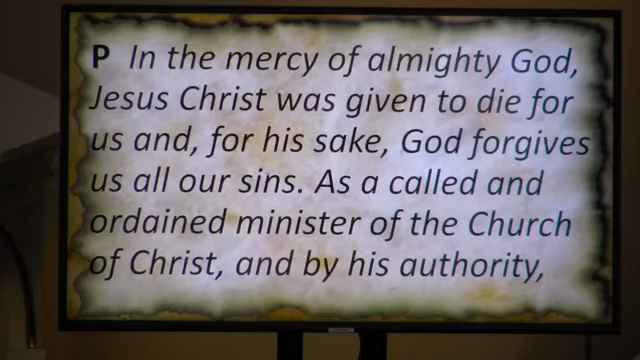 P In the mercy of almighty God,
Jesus Christ was given to die for
us and, for his sake, God forgives
us all our sins. As a called and
ordained minister of the Church
of Christ, and by his authority,